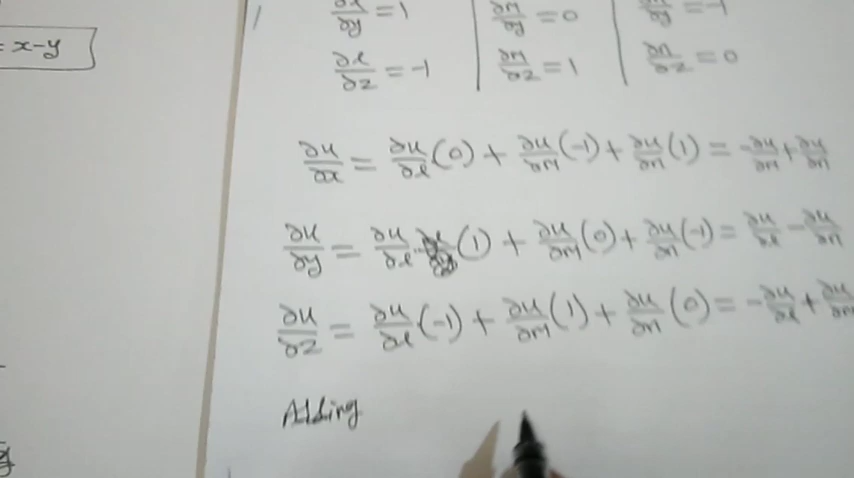 = x-y
∂l/∂y = 1 | ∂m/∂y = 0 | ∂n/∂y = -1
∂l/∂z = -1 | ∂m/∂z = 1 | ∂n/∂z = 0
∂u/∂x = ∂u/∂l (0) + ∂u/∂m (-1) + ∂u/∂n (1) = -∂u/∂m + ∂u/∂n
∂u/∂y = ∂u/∂l (1) + ∂u/∂m (0) + ∂u/∂n (-1) = ∂u/∂l - ∂u/∂n
∂u/∂z = ∂u/∂l (-1) + ∂u/∂m (1) + ∂u/∂n (0) = -∂u/∂l + ∂u/∂m
Adding